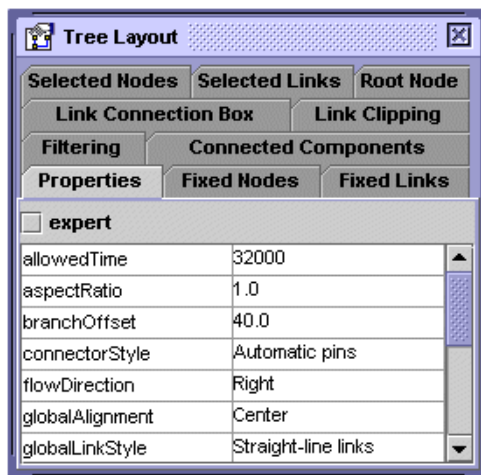 Tree Layout
Selected Nodes Selected Links Root Node
Link Connection Box Link Clipping
Filtering Connected Components
Properties Fixed Nodes Fixed Links
expert
allowedTime 32000
aspectRatio 1.0
branchOffset 40.0
connectorStyle Automatic pins
flowDirection Right
globalAlignment Center
globalLinkStyle Straight-line links